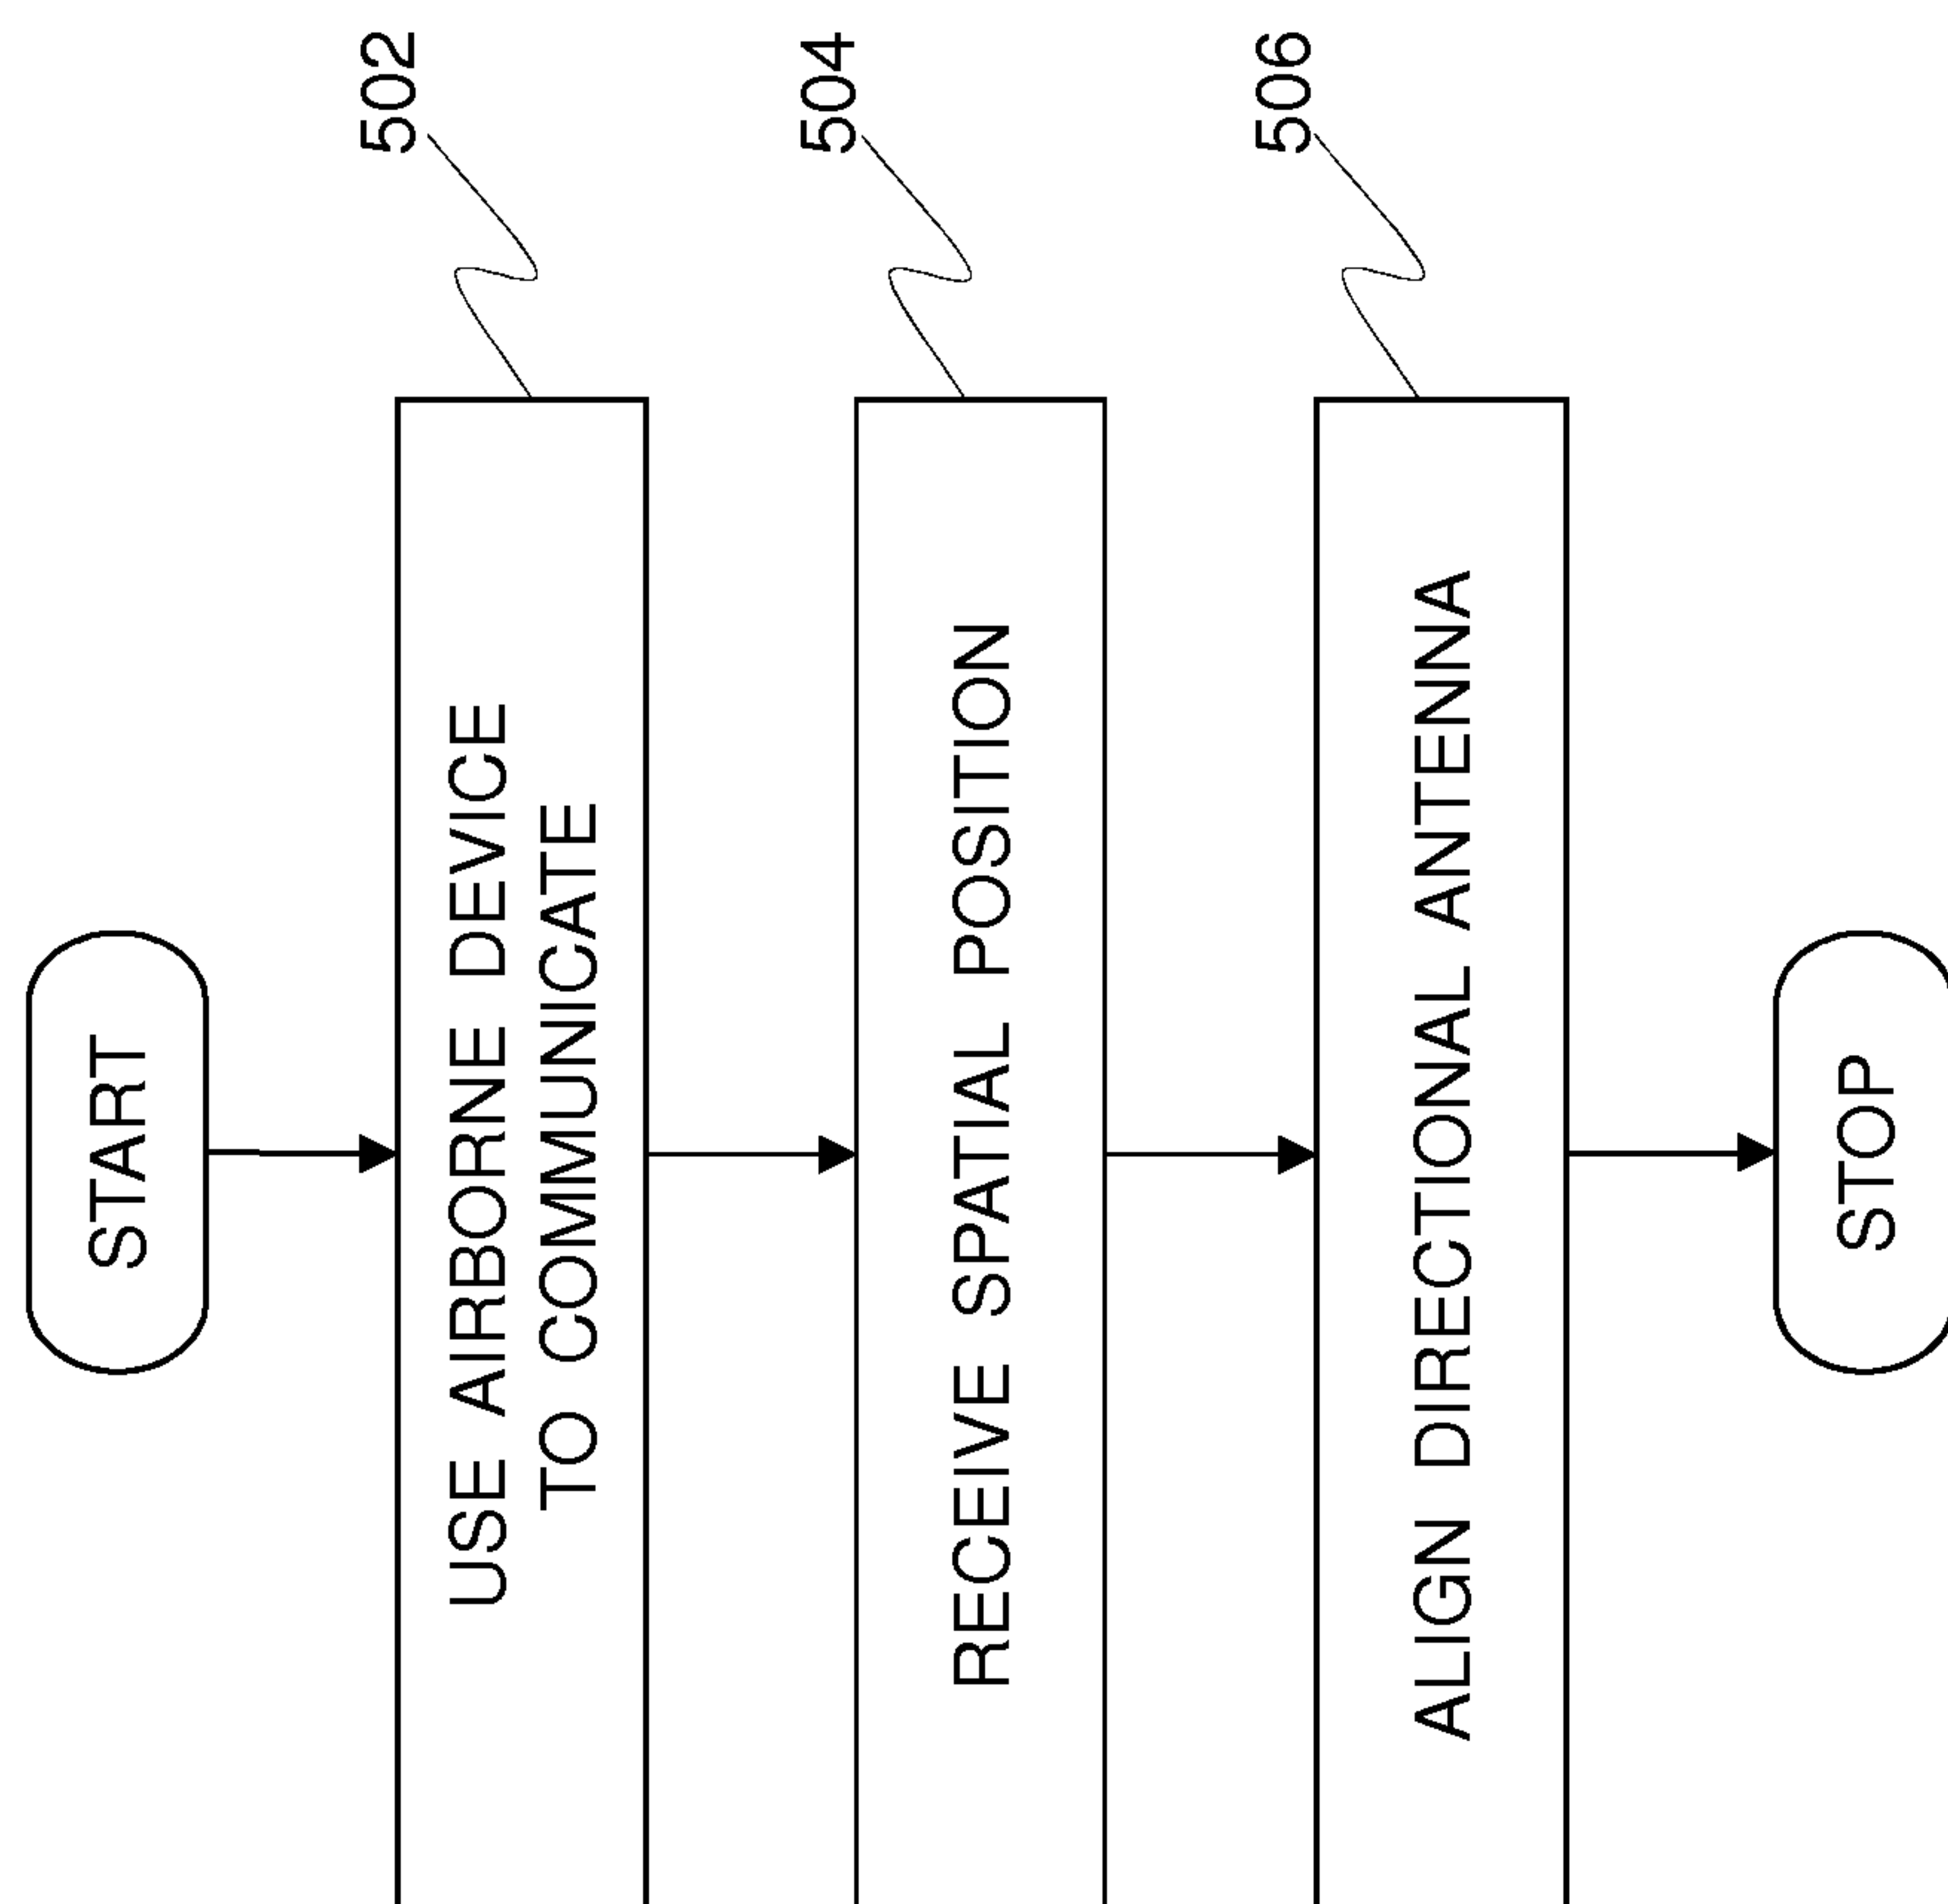 START
502
USE AIRBORNE DEVICE
TO COMMUNICATE
504
RECEIVE SPATIAL POSITION
506
ALIGN DIRECTIONAL ANTENNA
STOP